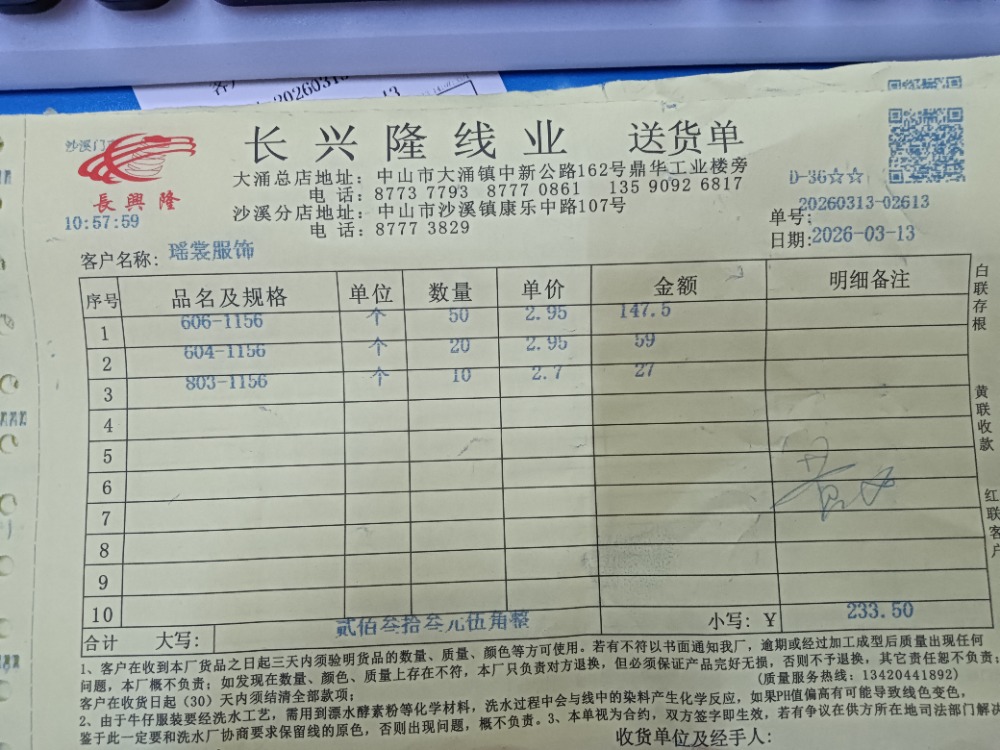 20260313
沙溪门
长兴隆线业 送货单
長興隆
大涌总店地址: 中山市大涌镇中新公路162号鼎华工业楼旁
电 话: 8773 7793 8777 0861 135 9092 6817
沙溪分店地址: 中山市沙溪镇康乐中路107号
电 话: 8777 3829
10:57:59
D-36☆☆
单号: 20260313-02613
日期: 2026-03-13
客户名称: 瑶裳服饰
序号 品名及规格 单位 数量 单价 金额 明细备注
1 606-1156 个 50 2.95 147.5
2 604-1156 个 20 2.95 59
3 803-1156 个 10 2.7 27
4
5
6
7
8
9
10
合计 大写: 贰佰叁拾叁元伍角整 小写: ¥ 233.50
白联存根
黄联收款
红联客户
1、客户在收到本厂货品之日起三天内须验明货品的数量、质量、颜色等方可使用。若有不符以书面通知我厂，逾期或经过加工成型后质量出现任何
问题，本厂概不负责；如发现在数量、颜色、质量上存在不符，本厂只负责对方退换，但必须保证产品完好无损，否则不予退换，其它责任恕不负责；
客户在收货日起（30）天内须结清全部款项； (质量服务热线: 13420441892)
2、由于牛仔服装要经洗水工艺，需用到漂水酵素粉等化学材料，洗水过程中会与线中的染料产生化学反应，如果PH值偏高有可能导致线色变色，
鉴于此一定要和洗水厂协商要求保留线的原色，否则出现问题，概不负责。3、本单视为合约，双方签字即生效，若有争议在供方所在地司法部门解决
收货单位及经手人: